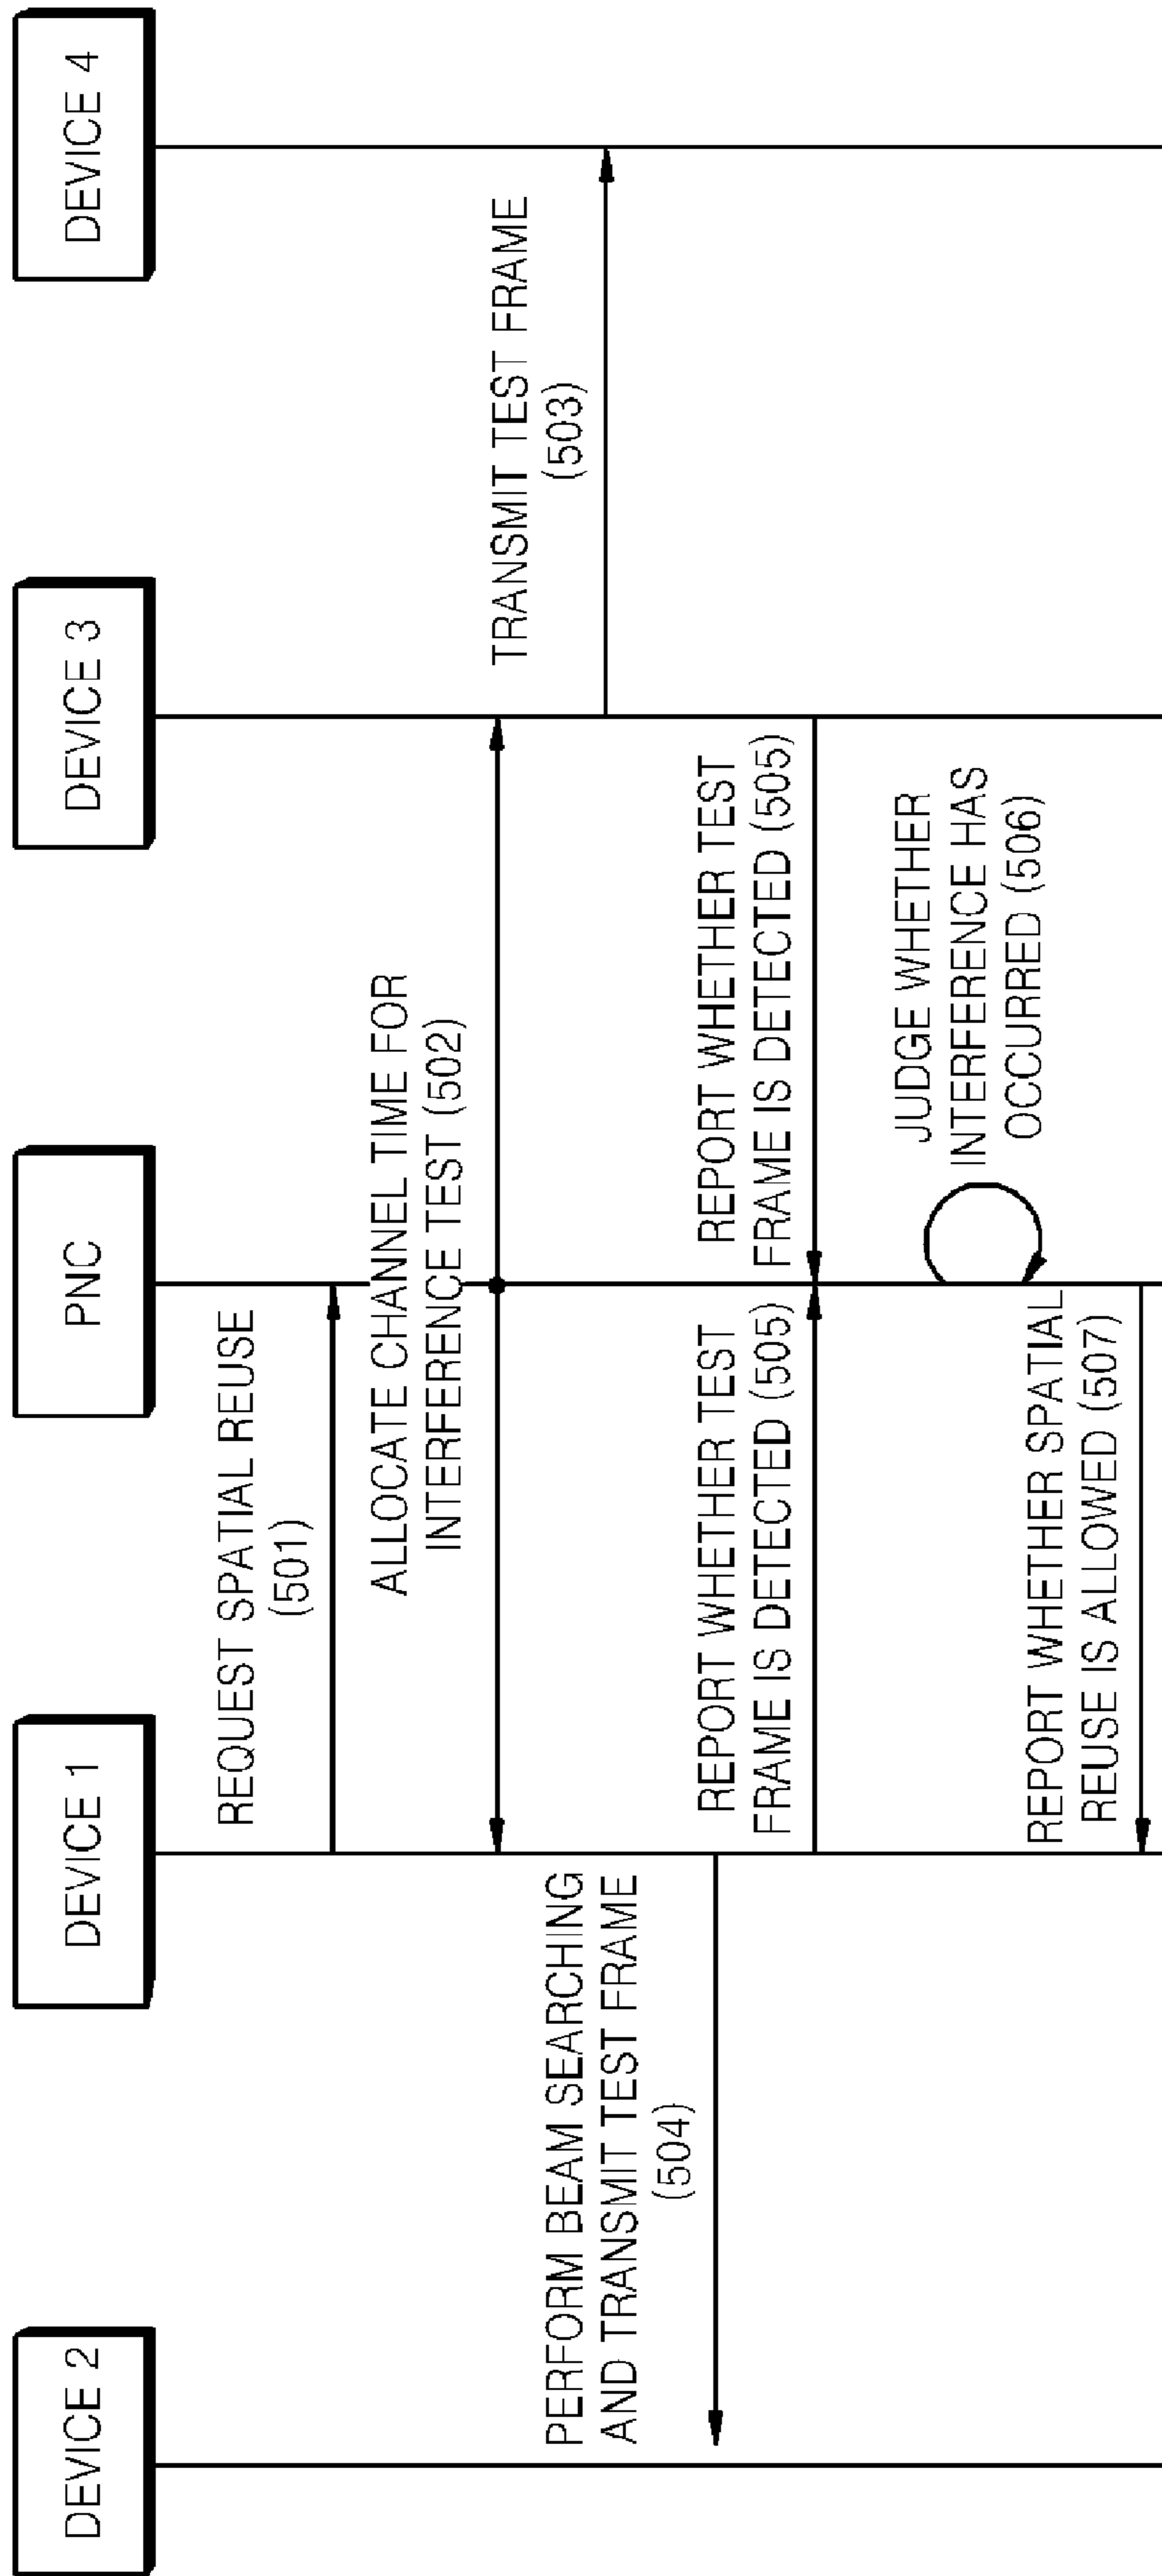 DEVICE 2
DEVICE 1
PNC
DEVICE 3
DEVICE 4
REQUEST SPATIAL REUSE
(501)
ALLOCATE CHANNEL TIME FOR
INTERFERENCE TEST (502)
TRANSMIT TEST FRAME
(503)
PERFORM BEAM SEARCHING
AND TRANSMIT TEST FRAME
(504)
REPORT WHETHER TEST
FRAME IS DETECTED (505)
REPORT WHETHER TEST
FRAME IS DETECTED (505)
JUDGE WHETHER
INTERFERENCE HAS
OCCURRED (506)
REPORT WHETHER SPATIAL
REUSE IS ALLOWED (507)